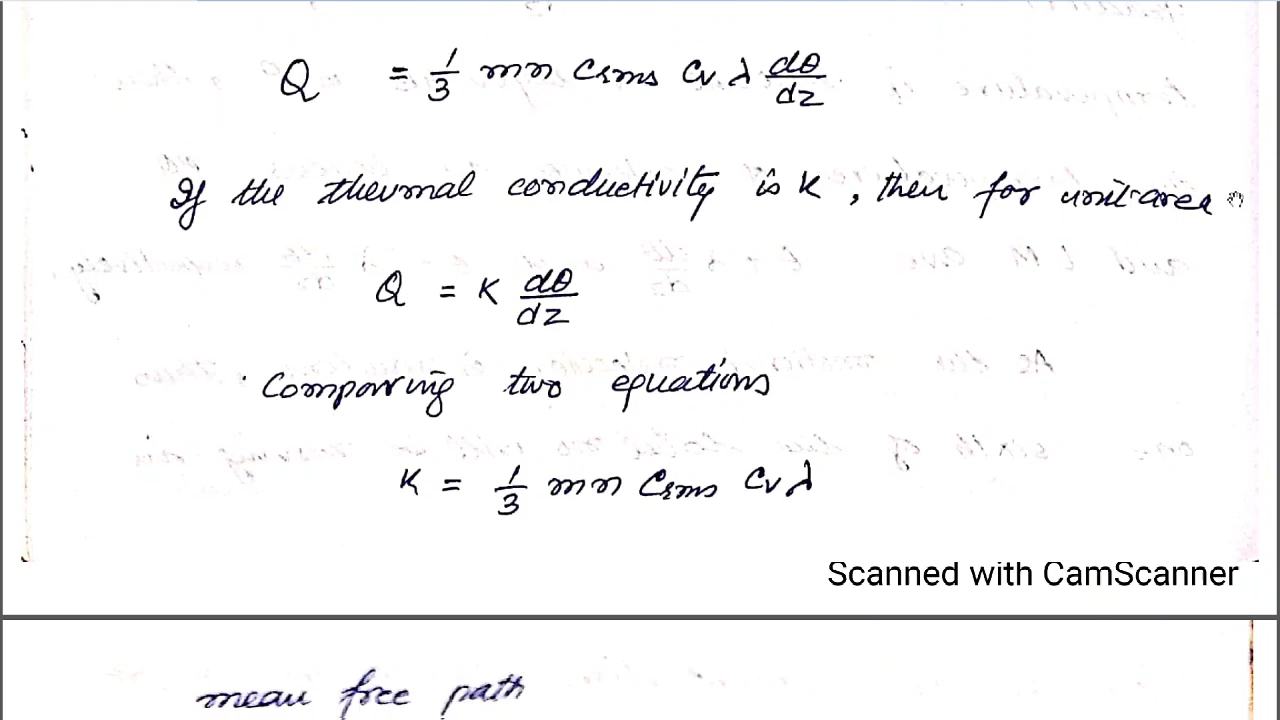 Q = 1/3 mn Crms Cv λ dθ/dz
If the thermal conductivity is K, then for unit area
Q = K dθ/dz
Comparing two equations
K = 1/3 mn Crms Cv λ
Scanned with CamScanner
mean free path